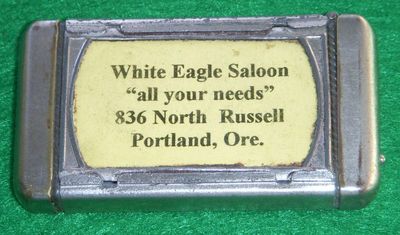 White Eagle Saloon
“all your needs”
836 North Russell
Portland, Ore.